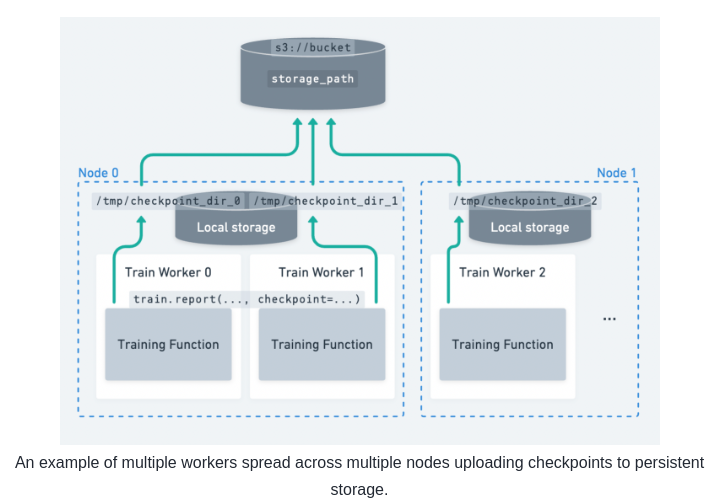 s3://bucket
storage_path
Node 0
Node 1
/tmp/checkpoint_dir_0
/tmp/checkpoint_dir_1
/tmp/checkpoint_dir_2
Local storage
Local storage
Train Worker 0
Train Worker 1
Train Worker 2
train.report(..., checkpoint=...)
...
Training Function
Training Function
Training Function
An example of multiple workers spread across multiple nodes uploading checkpoints to persistent
storage.